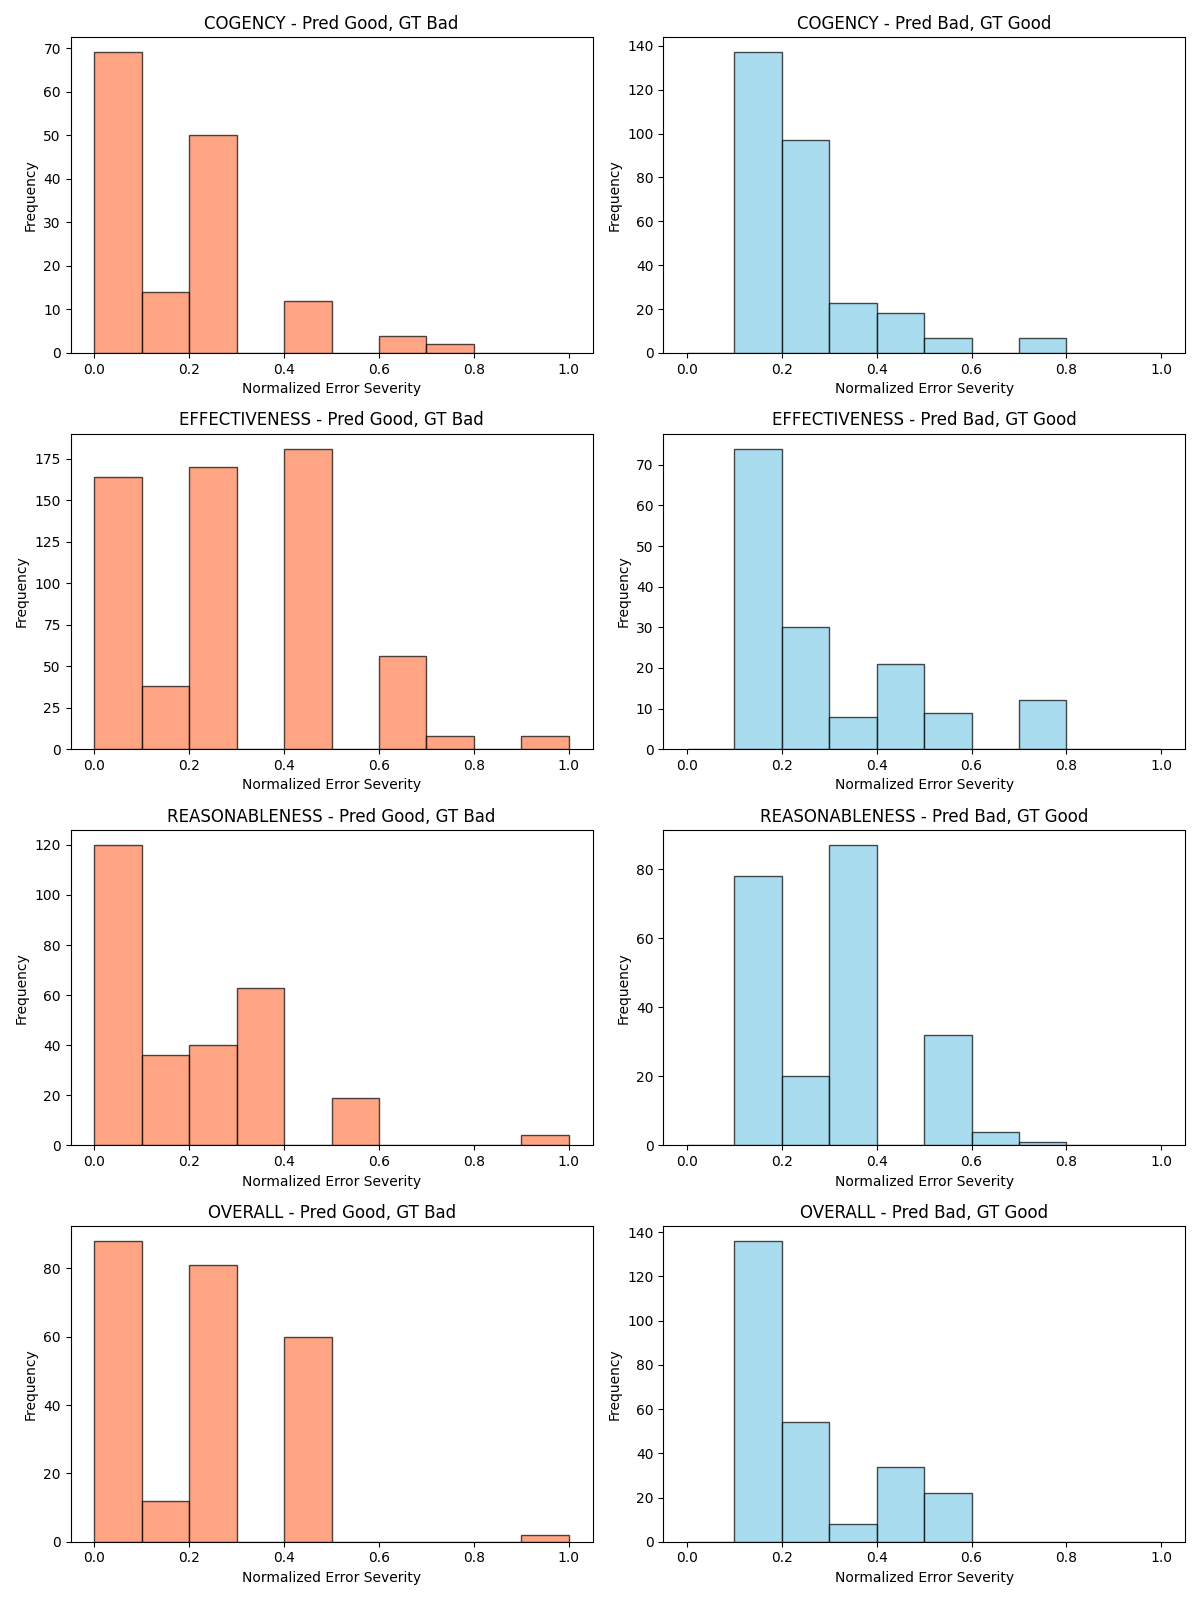 COGENCY - Pred Good, GT Bad
70
60
50
40
30
20
10
0
Frequency
0.0 0.2 0.4 0.6 0.8 1.0
Normalized Error Severity
COGENCY - Pred Bad, GT Good
140
120
100
80
60
40
20
0
Frequency
0.0 0.2 0.4 0.6 0.8 1.0
Normalized Error Severity
EFFECTIVENESS - Pred Good, GT Bad
175
150
125
100
75
50
25
0
Frequency
0.0 0.2 0.4 0.6 0.8 1.0
Normalized Error Severity
EFFECTIVENESS - Pred Bad, GT Good
70
60
50
40
30
20
10
0
Frequency
0.0 0.2 0.4 0.6 0.8 1.0
Normalized Error Severity
REASONABLENESS - Pred Good, GT Bad
120
100
80
60
40
20
0
Frequency
0.0 0.2 0.4 0.6 0.8 1.0
Normalized Error Severity
REASONABLENESS - Pred Bad, GT Good
80
60
40
20
0
Frequency
0.0 0.2 0.4 0.6 0.8 1.0
Normalized Error Severity
OVERALL - Pred Good, GT Bad
80
60
40
20
0
Frequency
0.0 0.2 0.4 0.6 0.8 1.0
Normalized Error Severity
OVERALL - Pred Bad, GT Good
140
120
100
80
60
40
20
0
Frequency
0.0 0.2 0.4 0.6 0.8 1.0
Normalized Error Severity